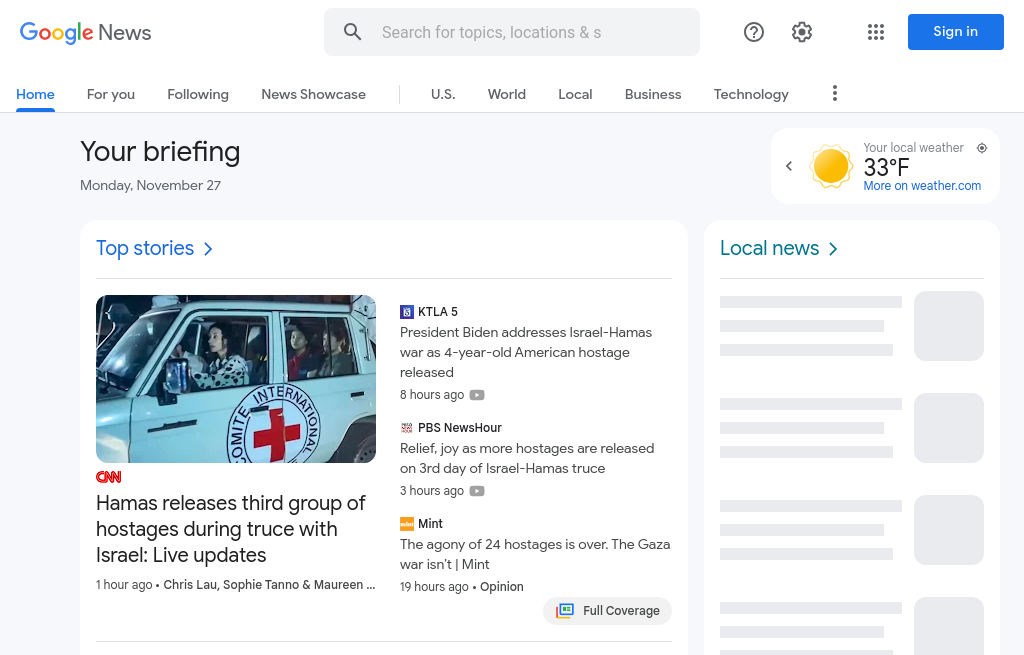 Google News
Search for topics, locations & s
Sign in
Home
For you
Following
News Showcase
U.S.
World
Local
Business
Technology
Your briefing
Monday, November 27
Your local weather
33°F
More on weather.com
Top stories
Local news
COMITE INTERNATIONAL
CNN
Hamas releases third group of
hostages during truce with
Israel: Live updates
1 hour ago • Chris Lau, Sophie Tanno & Maureen ...
KTLA 5
President Biden addresses Israel-Hamas
war as 4-year-old American hostage
released
8 hours ago
PBS NewsHour
Relief, joy as more hostages are released
on 3rd day of Israel-Hamas truce
3 hours ago
mint Mint
The agony of 24 hostages is over. The Gaza
war isn't | Mint
19 hours ago • Opinion
Full Coverage